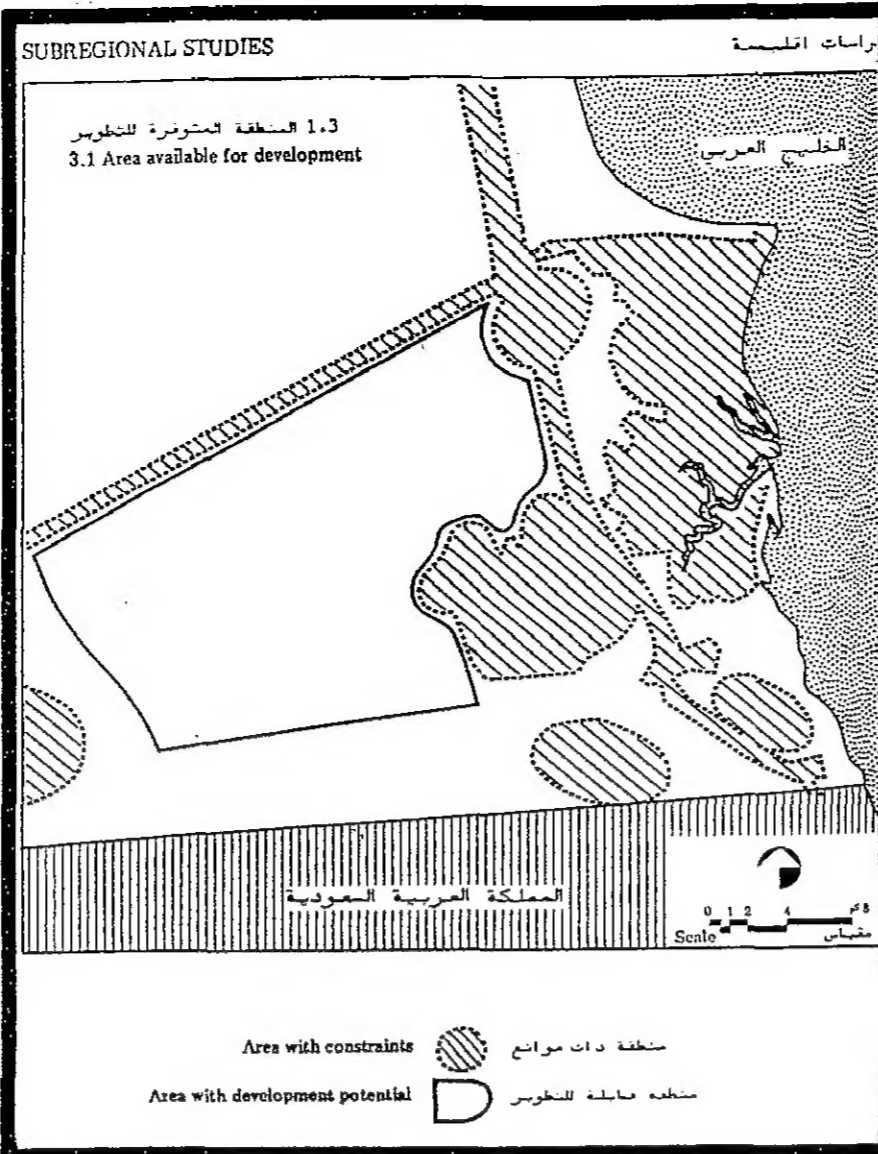 SUBREGIONAL STUDIES
راسات اقليمية
1.3 المنطقة المتوفرة للتطوير
3.1 Area available for development
الخليج العربي
المملكة العربية السعودية
0 1 2 4 8 كم
Scale مقياس
Area with constraints منطقة ذات موانع
Area with development potential منطقة قابلة للتطوير